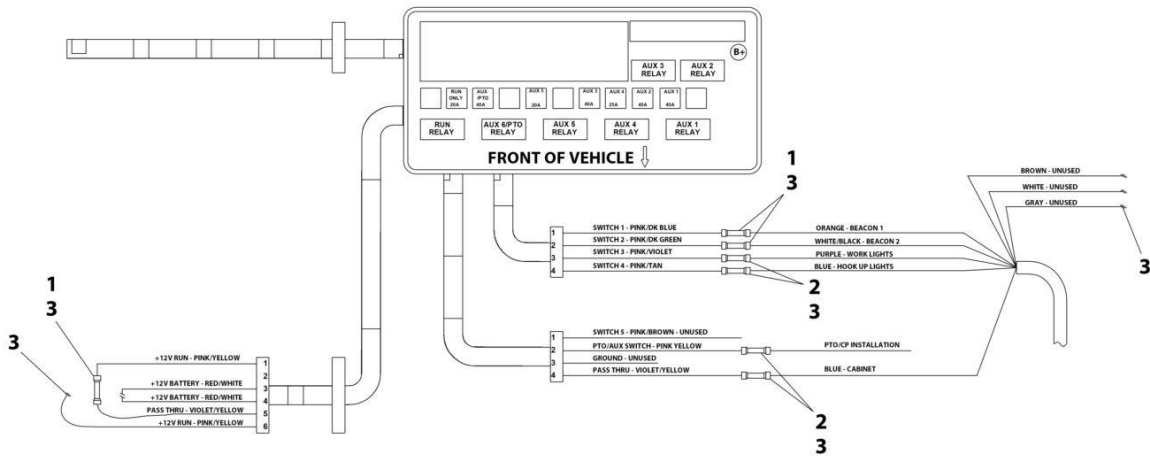 B+
AUX 3 RELAY
AUX 2 RELAY
RUN ONLY 20A
AUX /PTO 40A
AUX 5 20A
AUX 3 40A
AUX 4 25A
AUX 2 40A
AUX 1 40A
RUN RELAY
AUX 6/PTO RELAY
AUX 5 RELAY
AUX 4 RELAY
AUX 1 RELAY
FRONT OF VEHICLE
1
3
BROWN - UNUSED
WHITE - UNUSED
GRAY - UNUSED
3
1 SWITCH 1 - PINK/DK BLUE ORANGE - BEACON 1
2 SWITCH 2 - PINK/DK GREEN WHITE/BLACK - BEACON 2
3 SWITCH 3 - PINK/VIOLET PURPLE - WORK LIGHTS
4 SWITCH 4 - PINK/TAN BLUE - HOOK UP LIGHTS
2
3
1 SWITCH 5 - PINK/BROWN - UNUSED
2 PTO/AUX SWITCH - PINK YELLOW PTO/CP INSTALLATION
3 GROUND - UNUSED
4 PASS THRU - VIOLET/YELLOW BLUE - CABINET
2
3
1
3
3
+12V RUN - PINK/YELLOW 1
2
+12V BATTERY - RED/WHITE 3
+12V BATTERY - RED/WHITE 4
PASS THRU - VIOLET/YELLOW 5
+12V RUN - PINK/YELLOW 6